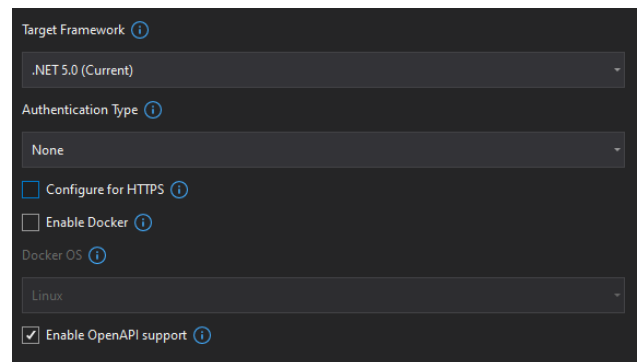 Target Framework
.NET 5.0 (Current)
Authentication Type
None
Configure for HTTPS
Enable Docker
Docker OS
Linux
Enable OpenAPI support